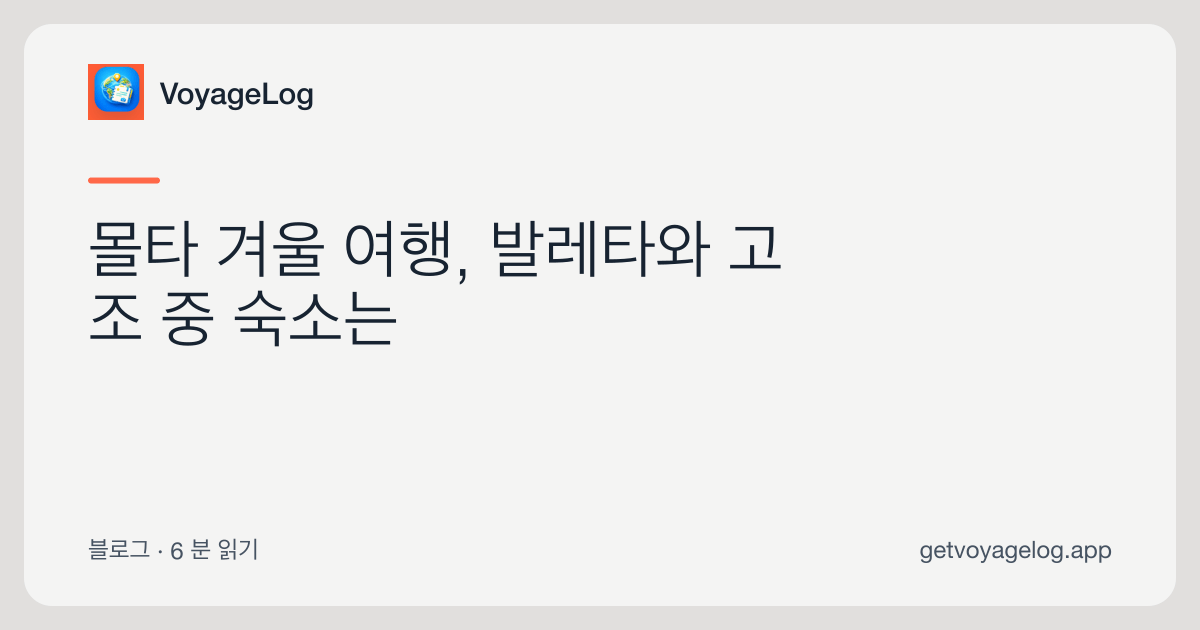 VoyageLog
몰타 겨울 여행, 발레타와 고
조 중 숙소는
블로그 · 6 분 읽기
getvoyagelog.app